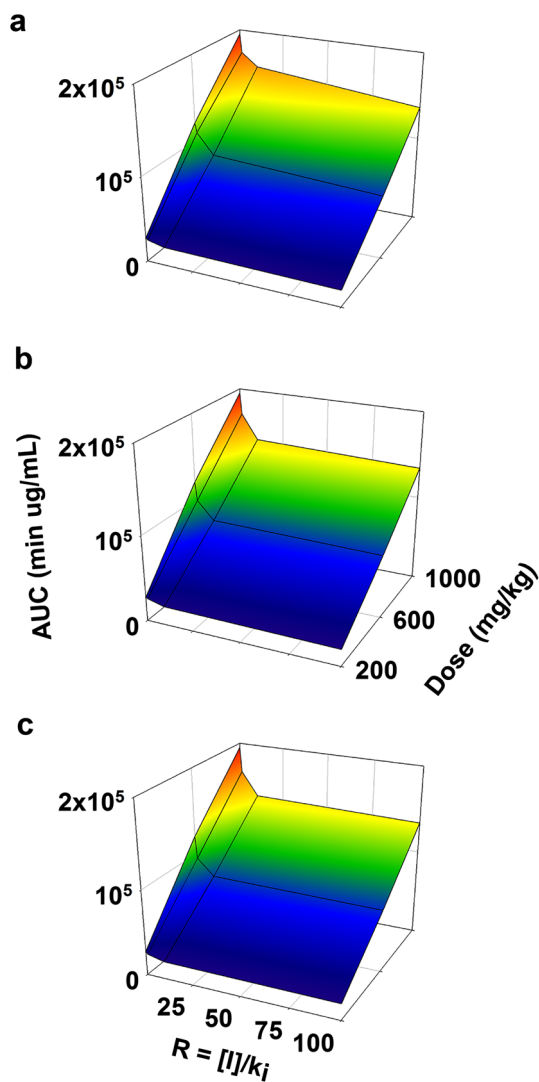 a
2x10⁵
10⁵
0
b
2x10⁵
10⁵
0
AUC (min ug/mL)
1000
600
200
Dose (mg/kg)
c
2x10⁵
10⁵
0
25
50
75
100
R = [I]/kᵢ